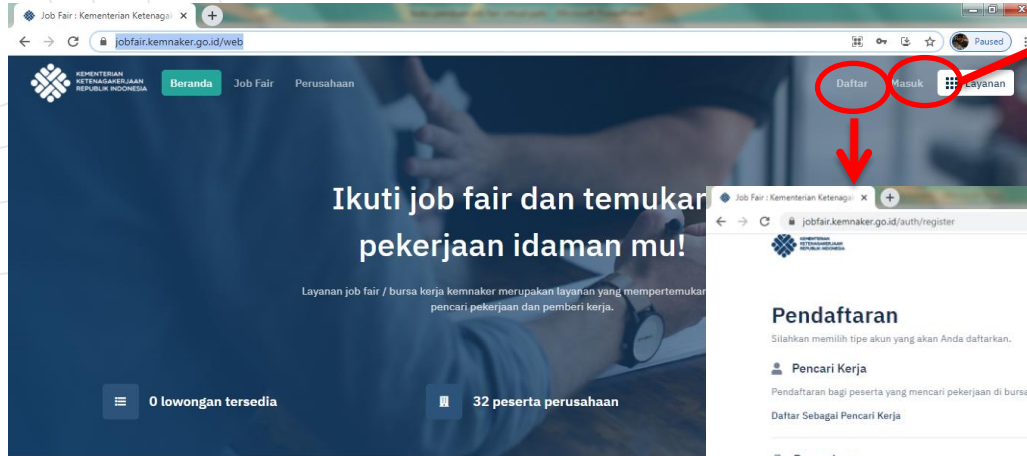 Job Fair : Kementerian Ketenagal
jobfair.kemnaker.go.id/web
Paused
KEMENTERIAN
KETENAGAKERJAAN
REPUBLIK INDONESIA
Beranda
Job Fair
Perusahaan
Daftar
Masuk
Layanan
Ikuti job fair dan temukan
pekerjaan idaman mu!
Layanan job fair / bursa kerja kemnaker merupakan layanan yang mempertemukan
pencari pekerjaan dan pemberi kerja.
0 lowongan tersedia
32 peserta perusahaan
Job Fair : Kementerian Ketenagal
jobfair.kemnaker.go.id/auth/register
KEMENTERIAN
KETENAGAKERJAAN
REPUBLIK INDONESIA
Pendaftaran
Silahkan memilih tipe akun yang akan Anda daftarkan.
Pencari Kerja
Pendaftaran bagi peserta yang mencari pekerjaan di bursa
Daftar Sebagai Pencari Kerja